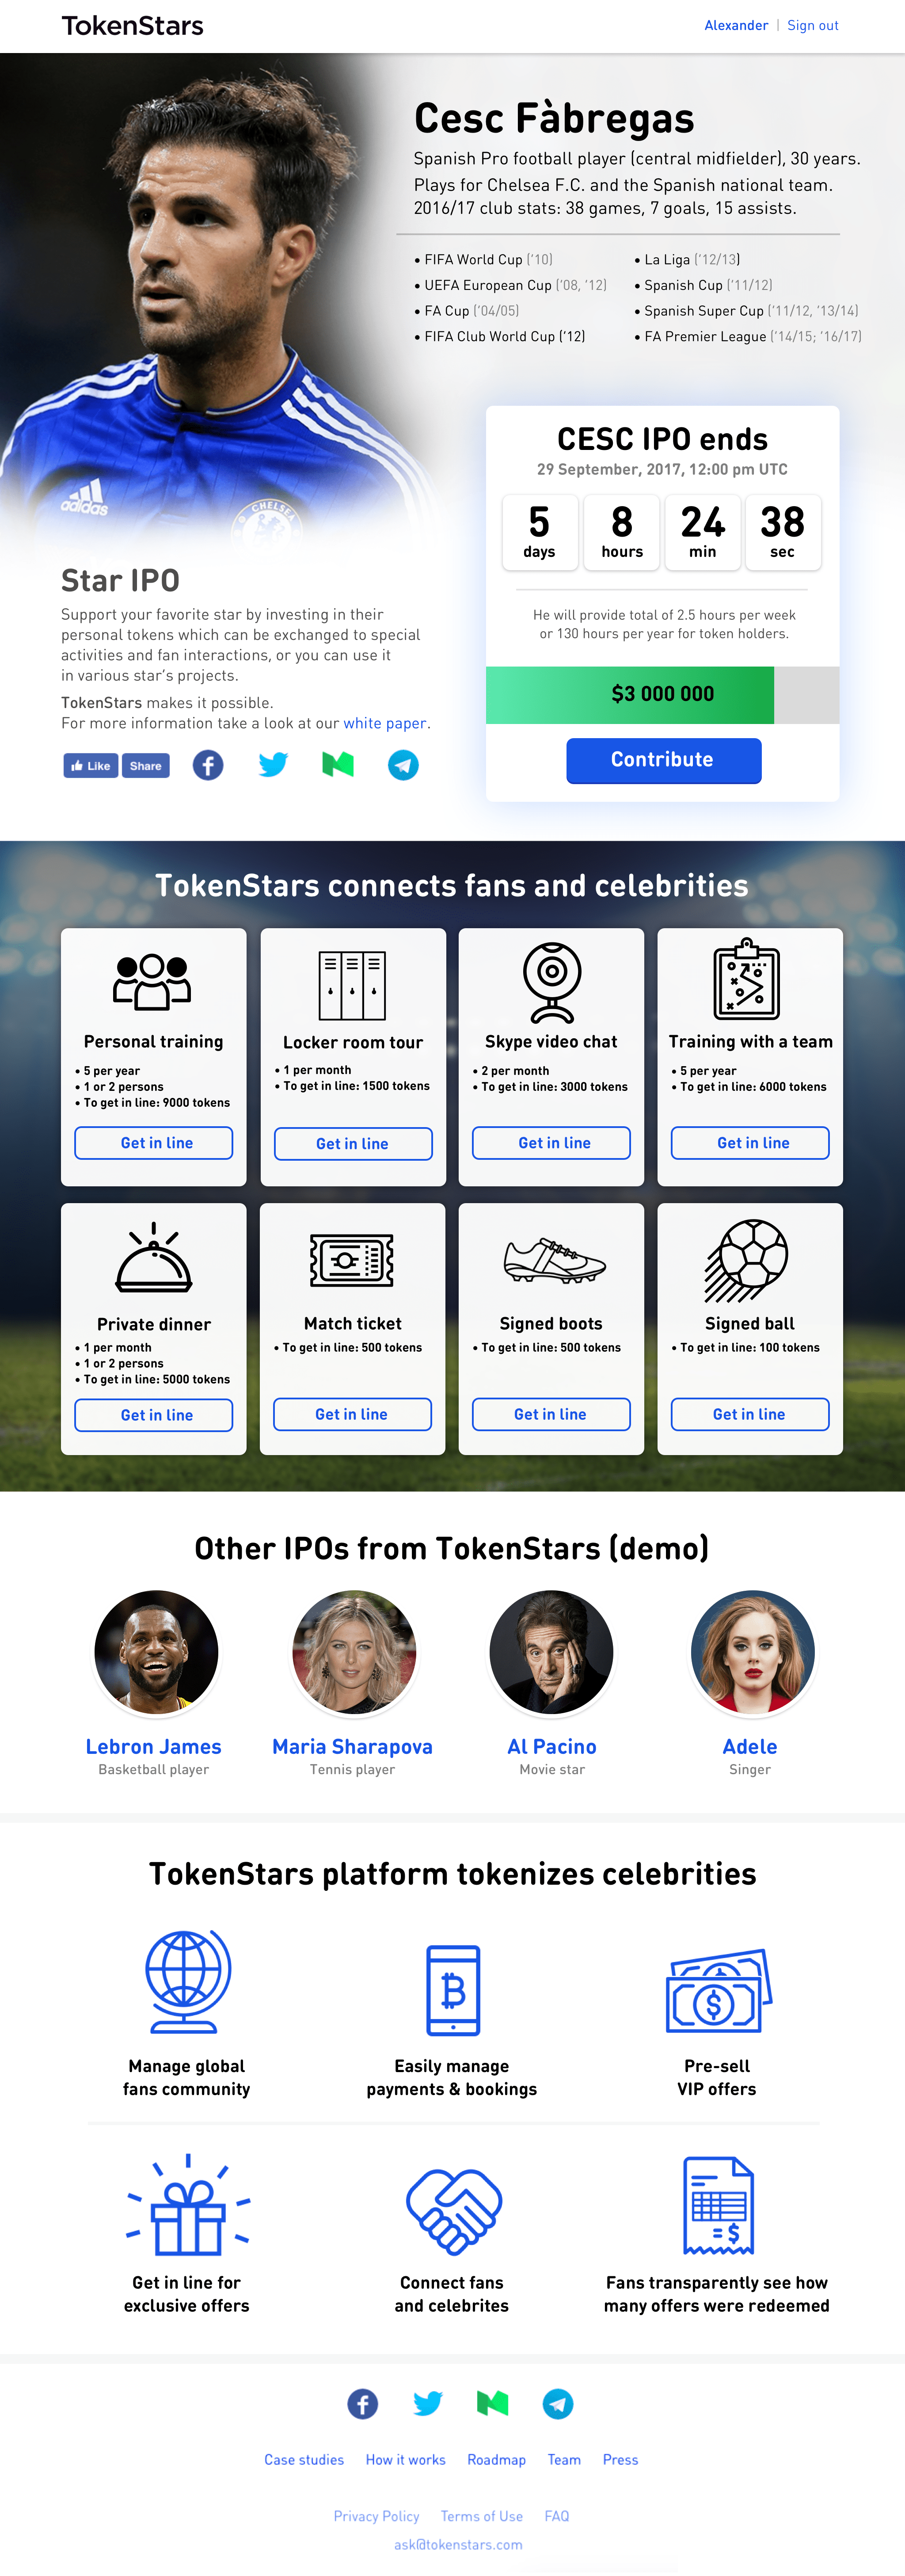 TokenStars
Alexander | Sign out
Cesc Fàbregas
Spanish Pro football player (central midfielder), 30 years.
Plays for Chelsea F.C. and the Spanish national team.
2016/17 club stats: 38 games, 7 goals, 15 assists.
• FIFA World Cup ('10)
• UEFA European Cup ('08, '12)
• FA Cup ('04/05)
• FIFA Club World Cup ('12)
• La Liga ('12/13)
• Spanish Cup ('11/12)
• Spanish Super Cup ('11/12, '13/14)
• FA Premier League ('14/15; '16/17)
adidas
CHELSEA
Star IPO
Support your favorite star by investing in their
personal tokens which can be exchanged to special
activities and fan interactions, or you can use it
in various star's projects.
TokenStars makes it possible.
For more information take a look at our white paper.
Like
Share
CESC IPO ends
29 September, 2017, 12:00 pm UTC
5 8 24 38
days hours min sec
He will provide total of 2.5 hours per week
or 130 hours per year for token holders.
$3 000 000
Contribute
TokenStars connects fans and celebrities
Personal training
• 5 per year
• 1 or 2 persons
• To get in line: 9000 tokens
Get in line
Locker room tour
• 1 per month
• To get in line: 1500 tokens
Get in line
Skype video chat
• 2 per month
• To get in line: 3000 tokens
Get in line
Training with a team
• 5 per year
• To get in line: 6000 tokens
Get in line
Private dinner
• 1 per month
• 1 or 2 persons
• To get in line: 5000 tokens
Get in line
Match ticket
• To get in line: 500 tokens
Get in line
Signed boots
• To get in line: 500 tokens
Get in line
Signed ball
• To get in line: 100 tokens
Get in line
Other IPOs from TokenStars (demo)
Lebron James
Basketball player
Maria Sharapova
Tennis player
Al Pacino
Movie star
Adele
Singer
TokenStars platform tokenizes celebrities
Manage global
fans community
Easily manage
payments & bookings
Pre-sell
VIP offers
Get in line for
exclusive offers
Connect fans
and celebrites
= $
Fans transparently see how
many offers were redeemed
Case studies How it works Roadmap Team Press
Privacy Policy Terms of Use FAQ
ask@tokenstars.com